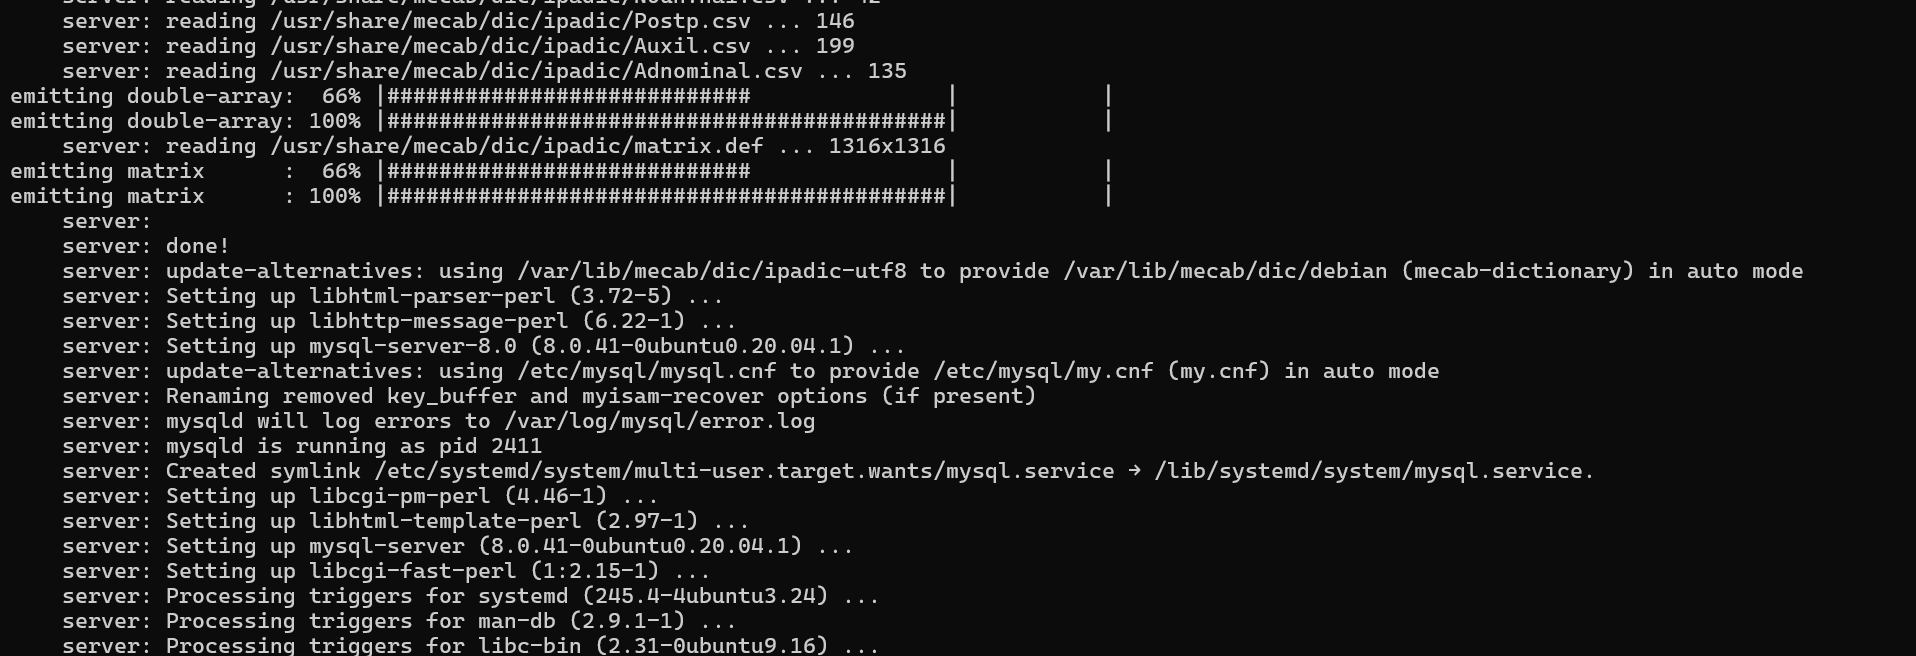 server: reading /usr/share/mecab/dic/ipadic/Noun.nai.csv ... 42
server: reading /usr/share/mecab/dic/ipadic/Postp.csv ... 146
server: reading /usr/share/mecab/dic/ipadic/Auxil.csv ... 199
server: reading /usr/share/mecab/dic/ipadic/Adnominal.csv ... 135
emitting double-array:  66% |############################               |           |
emitting double-array: 100% |###########################################|           |
server: reading /usr/share/mecab/dic/ipadic/matrix.def ... 1316x1316
emitting matrix      :  66% |############################               |           |
emitting matrix      : 100% |###########################################|           |
server:
server: done!
server: update-alternatives: using /var/lib/mecab/dic/ipadic-utf8 to provide /var/lib/mecab/dic/debian (mecab-dictionary) in auto mode
server: Setting up libhtml-parser-perl (3.72-5) ...
server: Setting up libhttp-message-perl (6.22-1) ...
server: Setting up mysql-server-8.0 (8.0.41-0ubuntu0.20.04.1) ...
server: update-alternatives: using /etc/mysql/mysql.cnf to provide /etc/mysql/my.cnf (my.cnf) in auto mode
server: Renaming removed key_buffer and myisam-recover options (if present)
server: mysqld will log errors to /var/log/mysql/error.log
server: mysqld is running as pid 2411
server: Created symlink /etc/systemd/system/multi-user.target.wants/mysql.service → /lib/systemd/system/mysql.service.
server: Setting up libcgi-pm-perl (4.46-1) ...
server: Setting up libhtml-template-perl (2.97-1) ...
server: Setting up mysql-server (8.0.41-0ubuntu0.20.04.1) ...
server: Setting up libcgi-fast-perl (1:2.15-1) ...
server: Processing triggers for systemd (245.4-4ubuntu3.24) ...
server: Processing triggers for man-db (2.9.1-1) ...
server: Processing triggers for libc-bin (2.31-0ubuntu9.16) ...